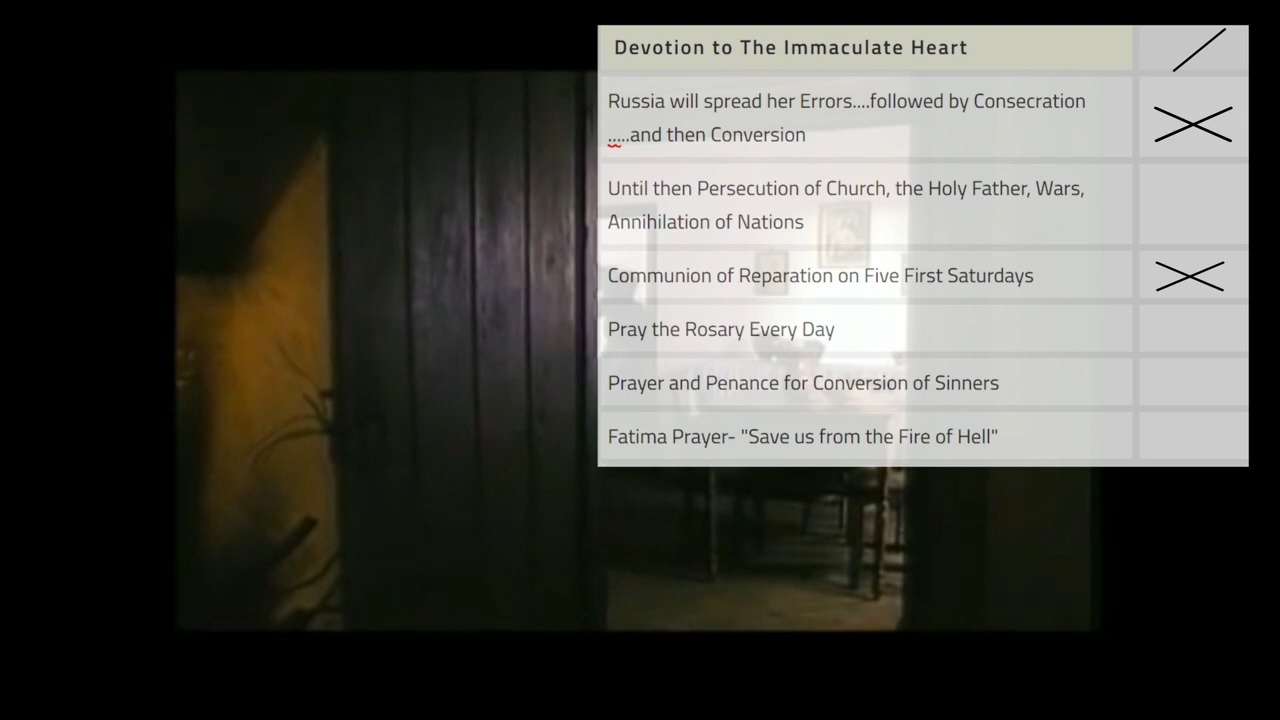 Devotion to The Immaculate Heart
Russia will spread her Errors....followed by Consecration
.....and then Conversion
Until then Persecution of Church, the Holy Father, Wars,
Annihilation of Nations
Communion of Reparation on Five First Saturdays
Pray the Rosary Every Day
Prayer and Penance for Conversion of Sinners
Fatima Prayer- "Save us from the Fire of Hell"